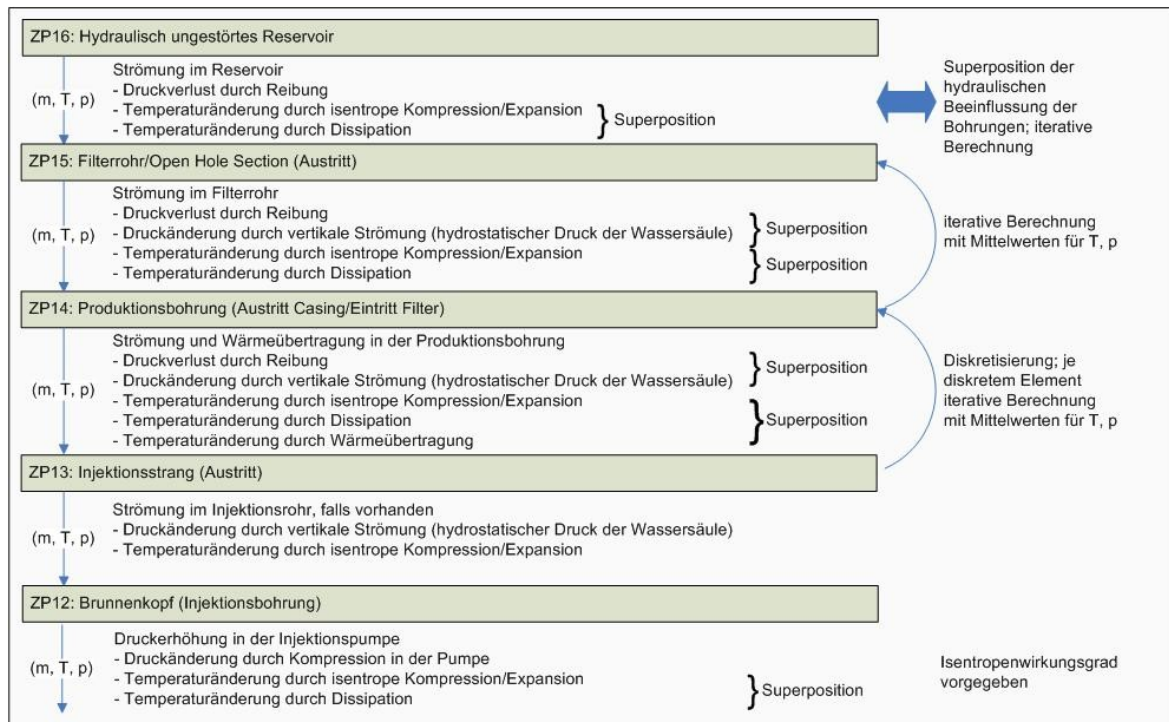 ZP16: Hydraulisch ungestörtes Reservoir
(m, T, p)
Strömung im Reservoir
- Druckverlust durch Reibung
- Temperaturänderung durch isentrope Kompression/Expansion
- Temperaturänderung durch Dissipation
} Superposition
Superposition der
hydraulischen
Beeinflussung der
Bohrungen; iterative
Berechnung
ZP15: Filterrohr/Open Hole Section (Austritt)
(m, T, p)
Strömung im Filterrohr
- Druckverlust durch Reibung
- Druckänderung durch vertikale Strömung (hydrostatischer Druck der Wassersäule)
- Temperaturänderung durch isentrope Kompression/Expansion
- Temperaturänderung durch Dissipation
} Superposition
} Superposition
iterative Berechnung
mit Mittelwerten für T, p
ZP14: Produktionsbohrung (Austritt Casing/Eintritt Filter)
(m, T, p)
Strömung und Wärmeübertragung in der Produktionsbohrung
- Druckverlust durch Reibung
- Druckänderung durch vertikale Strömung (hydrostatischer Druck der Wassersäule)
- Temperaturänderung durch isentrope Kompression/Expansion
- Temperaturänderung durch Dissipation
- Temperaturänderung durch Wärmeübertragung
} Superposition
} Superposition
Diskretisierung; je
diskretem Element
iterative Berechnung
mit Mittelwerten für T, p
ZP13: Injektionsstrang (Austritt)
(m, T, p)
Strömung im Injektionsrohr, falls vorhanden
- Druckänderung durch vertikale Strömung (hydrostatischer Druck der Wassersäule)
- Temperaturänderung durch isentrope Kompression/Expansion
ZP12: Brunnenkopf (Injektionsbohrung)
(m, T, p)
Druckerhöhung in der Injektionspumpe
- Druckänderung durch Kompression in der Pumpe
- Temperaturänderung durch isentrope Kompression/Expansion
- Temperaturänderung durch Dissipation
} Superposition
Isentropenwirkungsgrad
vorgegeben